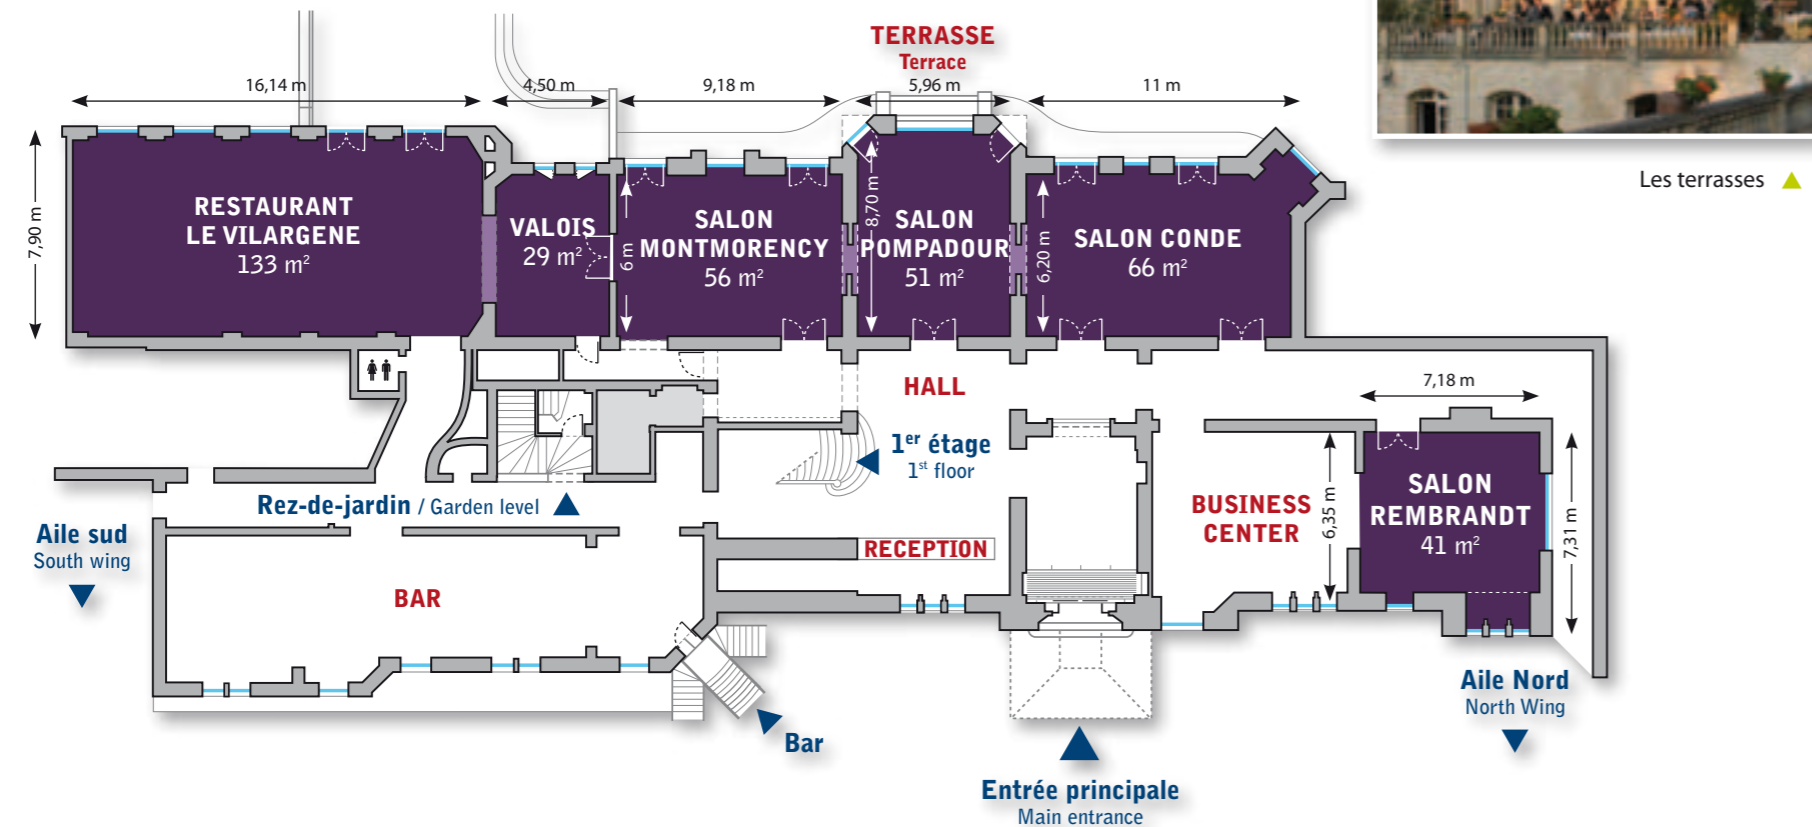 TERRASSE
Terrace
16,14 m
4,50 m
9,18 m
5,96 m
11 m
Les terrasses
7,90 m
RESTAURANT
LE VILARGENE
133 m²
VALOIS
29 m²
6 m
SALON
MONTMORENCY
56 m²
8,70 m
SALON
POMPADOUR
51 m²
6,20 m
SALON CONDE
66 m²
HALL
7,18 m
1er étage
1st floor
Rez-de-jardin / Garden level
Aile sud
South wing
BAR
RECEPTION
BUSINESS
CENTER
6,35 m
SALON
REMBRANDT
41 m²
7,31 m
Bar
Aile Nord
North Wing
Entrée principale
Main entrance